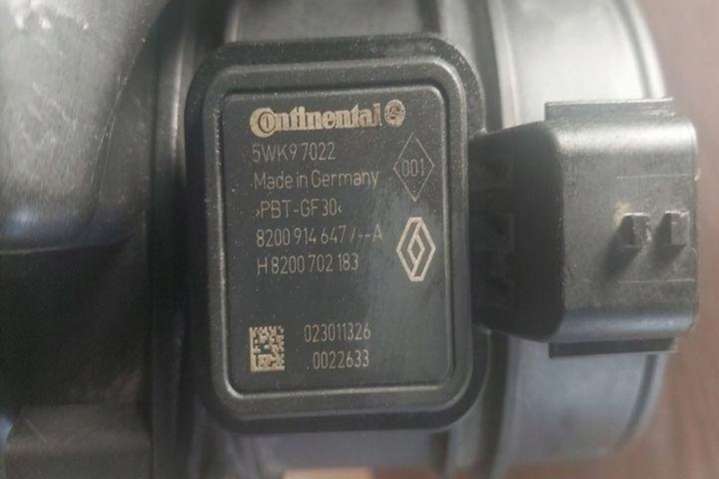 Continental
5WK9 7022
Made in Germany
001
>PBT-GF30<
8200 914 647 /--A
H 8200 702 183
023011326
.0022633